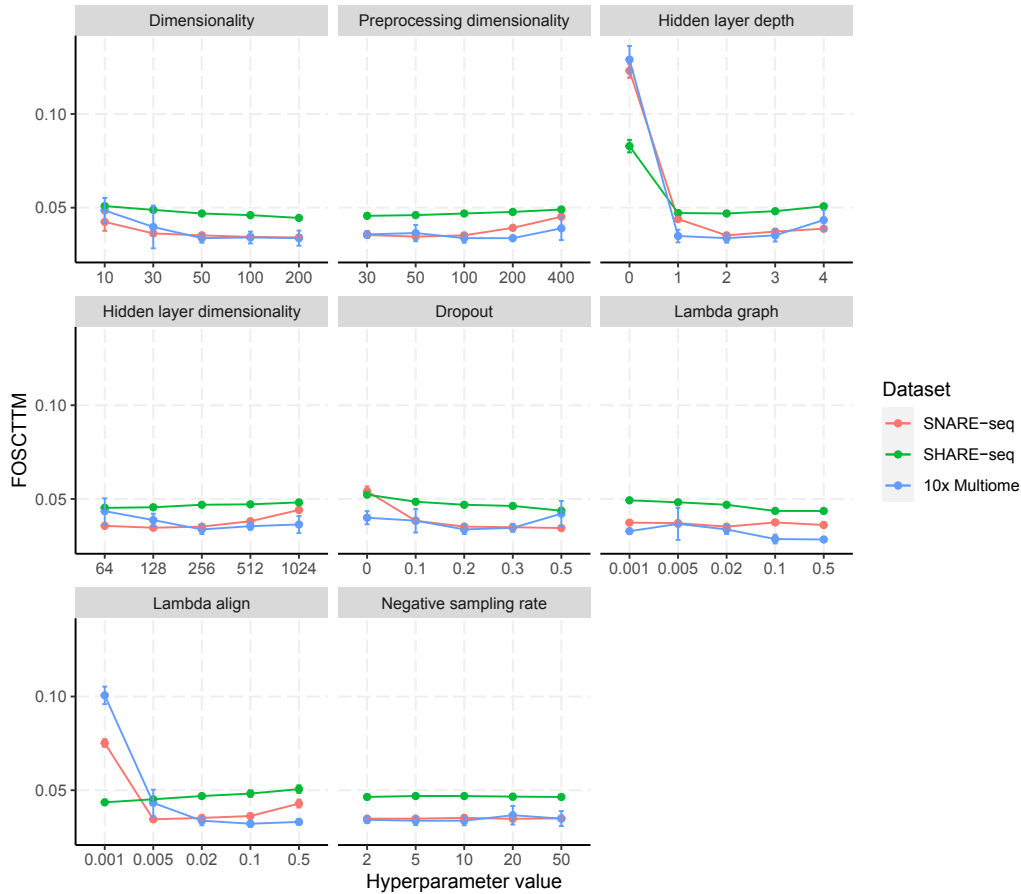 Dimensionality
Preprocessing dimensionality
Hidden layer depth
0.10
0.05
10 30 50 100 200
30 50 100 200 400
0 1 2 3 4
Hidden layer dimensionality
Dropout
Lambda graph
0.10
0.05
64 128 256 512 1024
0 0.1 0.2 0.3 0.5
0.001 0.005 0.02 0.1 0.5
Lambda align
Negative sampling rate
0.10
0.05
0.001 0.005 0.02 0.1 0.5
2 5 10 20 50
FOSCTTM
Hyperparameter value
Dataset
SNARE−seq
SHARE−seq
10x Multiome